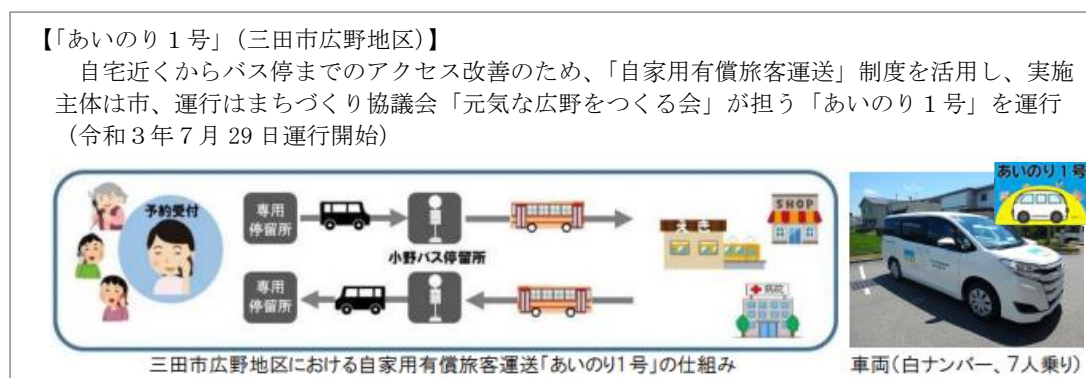 【「あいのり１号」（三田市広野地区）】
自宅近くからバス停までのアクセス改善のため、「自家用有償旅客運送」制度を活用し、実施
主体は市、運行はまちづくり協議会「元気な広野をつくる会」が担う「あいのり１号」を運行
（令和３年７月 29 日運行開始）
あいのり１号
予約受付
専用
停留所
小野バス停留所
えき
SHOP
専用
停留所
病院
三田市広野地区における自家用有償旅客運送「あいのり1号」の仕組み
車両(白ナンバー、7人乗り)